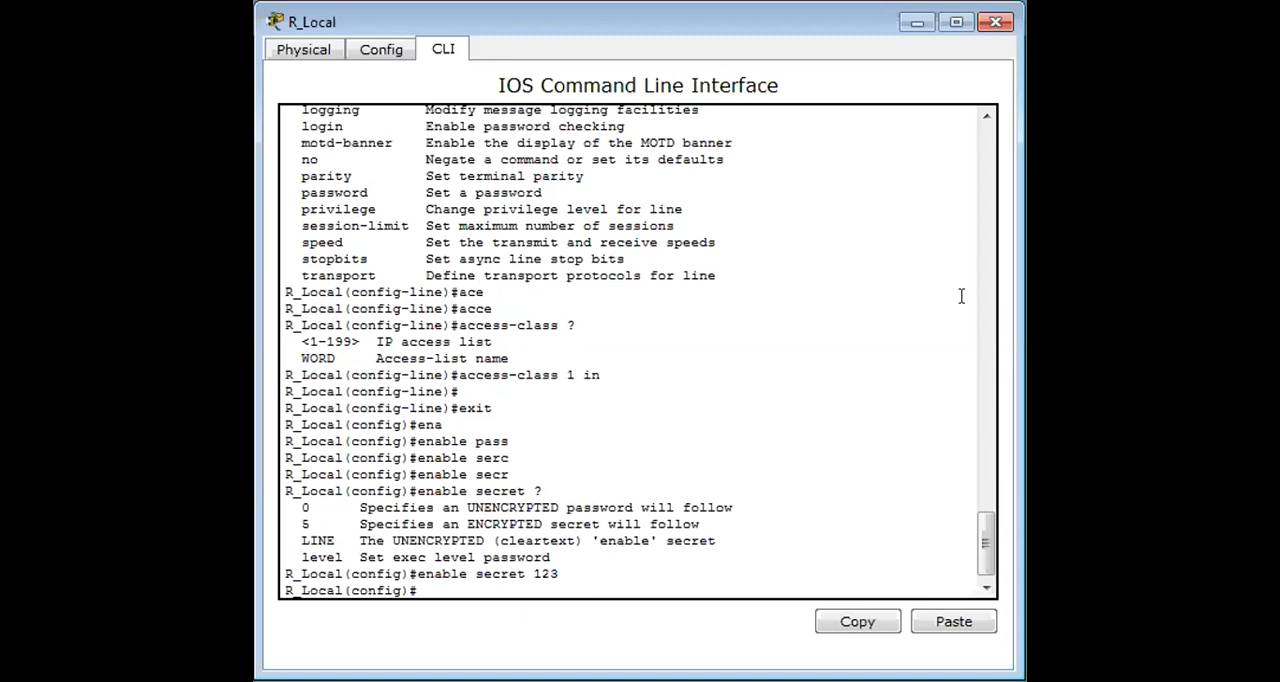 R_Local
Physical Config CLI
IOS Command Line Interface
logging Modify message logging facilities
login Enable password checking
motd-banner Enable the display of the MOTD banner
no Negate a command or set its defaults
parity Set terminal parity
password Set a password
privilege Change privilege level for line
session-limit Set maximum number of sessions
speed Set the transmit and receive speeds
stopbits Set async line stop bits
transport Define transport protocols for line
R_Local(config-line)#ace
R_Local(config-line)#acce
R_Local(config-line)#access-class ?
<1-199> IP access list
WORD Access-list name
R_Local(config-line)#access-class 1 in
R_Local(config-line)#
R_Local(config-line)#exit
R_Local(config)#ena
R_Local(config)#enable pass
R_Local(config)#enable serc
R_Local(config)#enable secr
R_Local(config)#enable secret ?
0 Specifies an UNENCRYPTED password will follow
5 Specifies an ENCRYPTED secret will follow
LINE The UNENCRYPTED (cleartext) 'enable' secret
level Set exec level password
R_Local(config)#enable secret 123
R_Local(config)#
Copy Paste